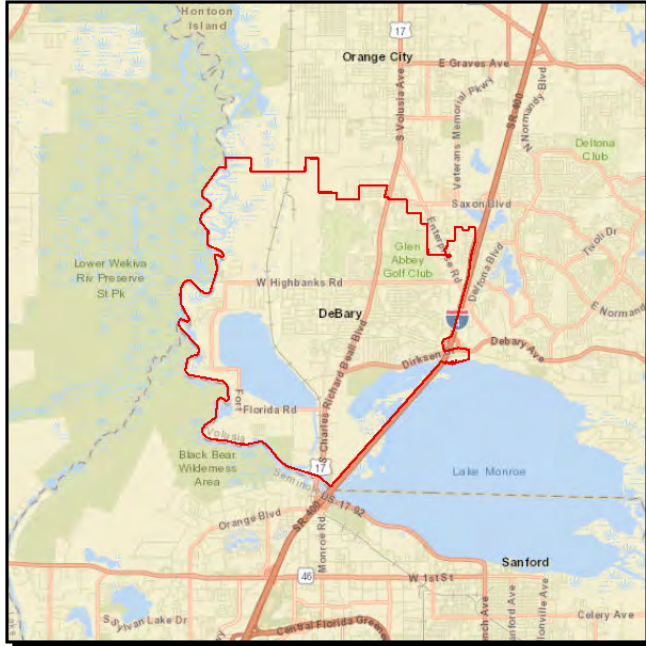 Hontoon
Island
17
Orange City
E Graves Ave
S Volusia Ave
Veterans Memorial Pkwy
SR 400
N Normandy Blvd
Deltona
Club
Saxon Blvd
Tivoli Dr
Enterprise Rd
Glen
Abbey
Golf Club
Lower Wekiva
Riv Preserve
St Pk
W Highbanks Rd
Deltona Blvd
E Normand
DeBary
Debary Ave
Dirksen
S Charles Richard Beall Blvd
Fort
Florida Rd
Volusia
Black Bear
Wilderness
Area
17
Seminole
Lake Monroe
US-17-92
Orange Blvd
SR-400
Monroe Rd
Sanford
46
W 1st St
Sylvan Lake Dr
Celery Ave
Central Florida Greene